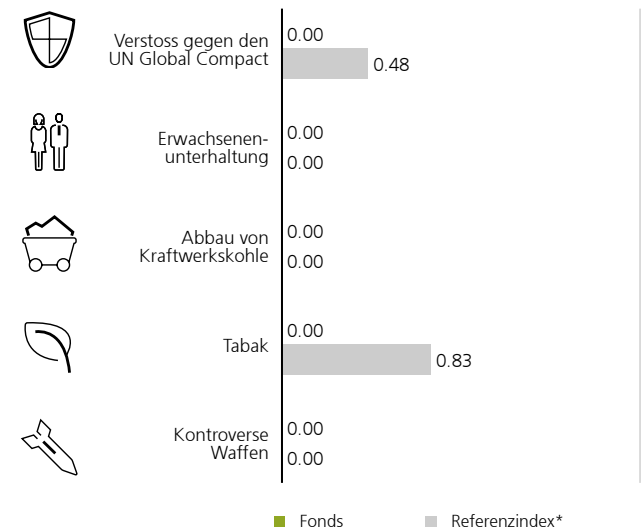 Verstoss gegen den
UN Global Compact
0.00
0.48
Erwachsenen-
unterhaltung
0.00
0.00
Abbau von
Kraftwerkskohle
0.00
0.00
Tabak
0.00
0.83
Kontroverse
Waffen
0.00
0.00
Fonds Referenzindex*